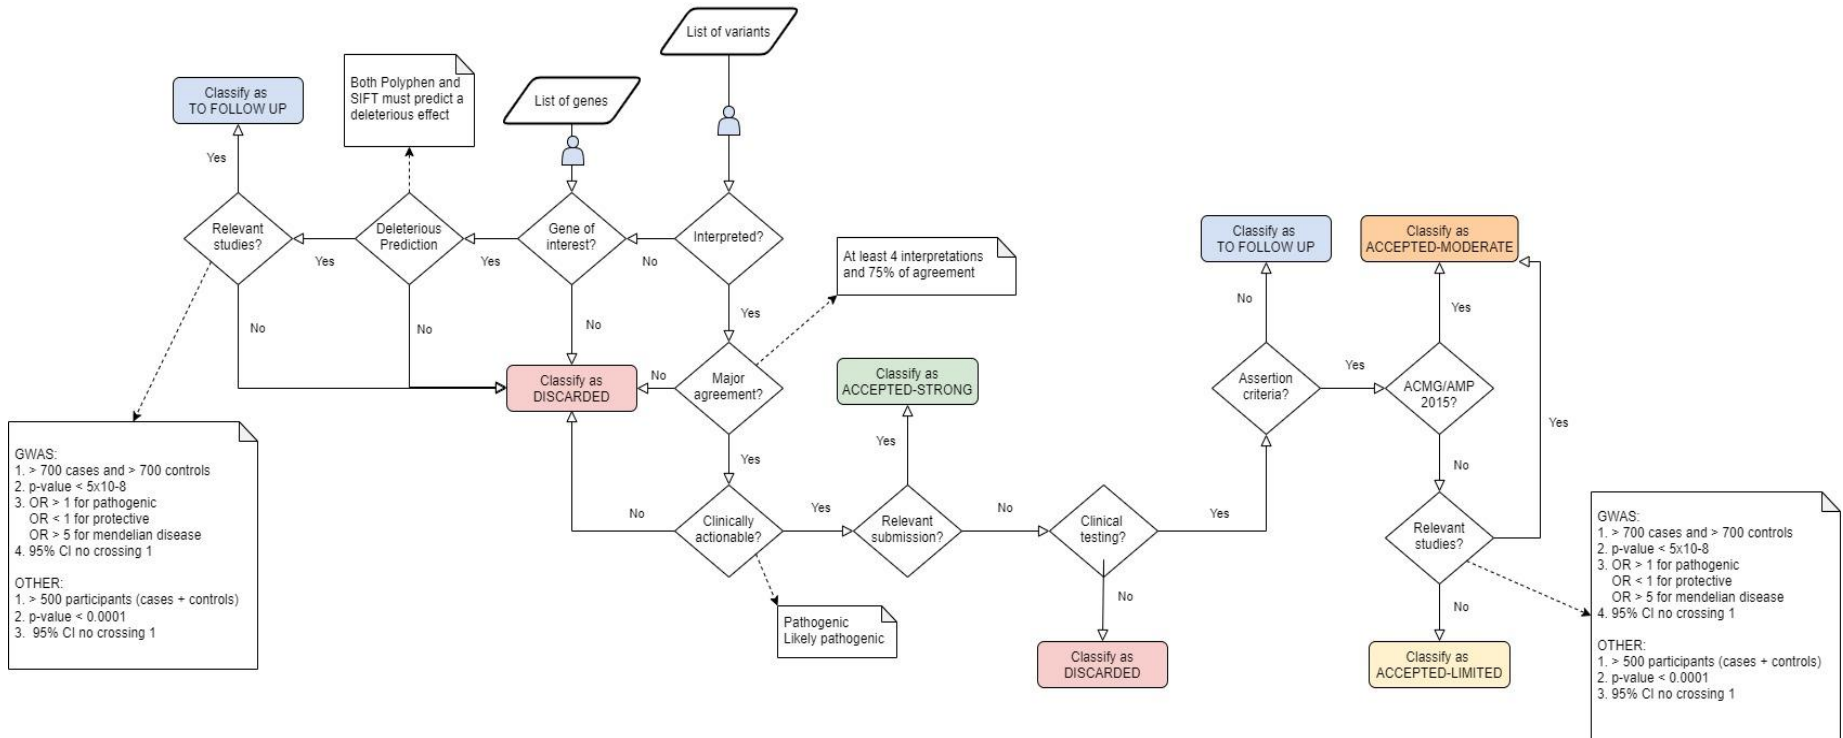 List of variants
Both Polyphen and
SIFT must predict a
deleterious effect
Classify as
TO FOLLOW UP
List of genes
Yes
Relevant
studies?
Yes
Deleterious
Prediction
Yes
Gene of
interest?
No
Interpreted?
At least 4 interpretations
and 75% of agreement
Classify as
TO FOLLOW UP
Classify as
ACCEPTED-MODERATE
No
No
No
Yes
No
Yes
Classify as
DISCARDED
No
Major
agreement?
Classify as
ACCEPTED-STRONG
Assertion
criteria?
Yes
ACMG/AMP
2015?
Yes
GWAS:
1. > 700 cases and > 700 controls
2. p-value < 5x10-8
3. OR > 1 for pathogenic
OR < 1 for protective
OR > 5 for mendelian disease
4. 95% CI no crossing 1
OTHER:
1. > 500 participants (cases + controls)
2. p-value < 0.0001
3. 95% CI no crossing 1
Yes
Yes
No
No
Clinically
actionable?
Yes
Relevant
submission?
No
Clinical
testing?
Yes
Relevant
studies?
GWAS:
1. > 700 cases and > 700 controls
2. p-value < 5x10-8
3. OR > 1 for pathogenic
OR < 1 for protective
OR > 5 for mendelian disease
4. 95% CI no crossing 1
OTHER:
1. > 500 participants (cases + controls)
2. p-value < 0.0001
3. 95% CI no crossing 1
No
No
Pathogenic
Likely pathogenic
Classify as
DISCARDED
Classify as
ACCEPTED-LIMITED